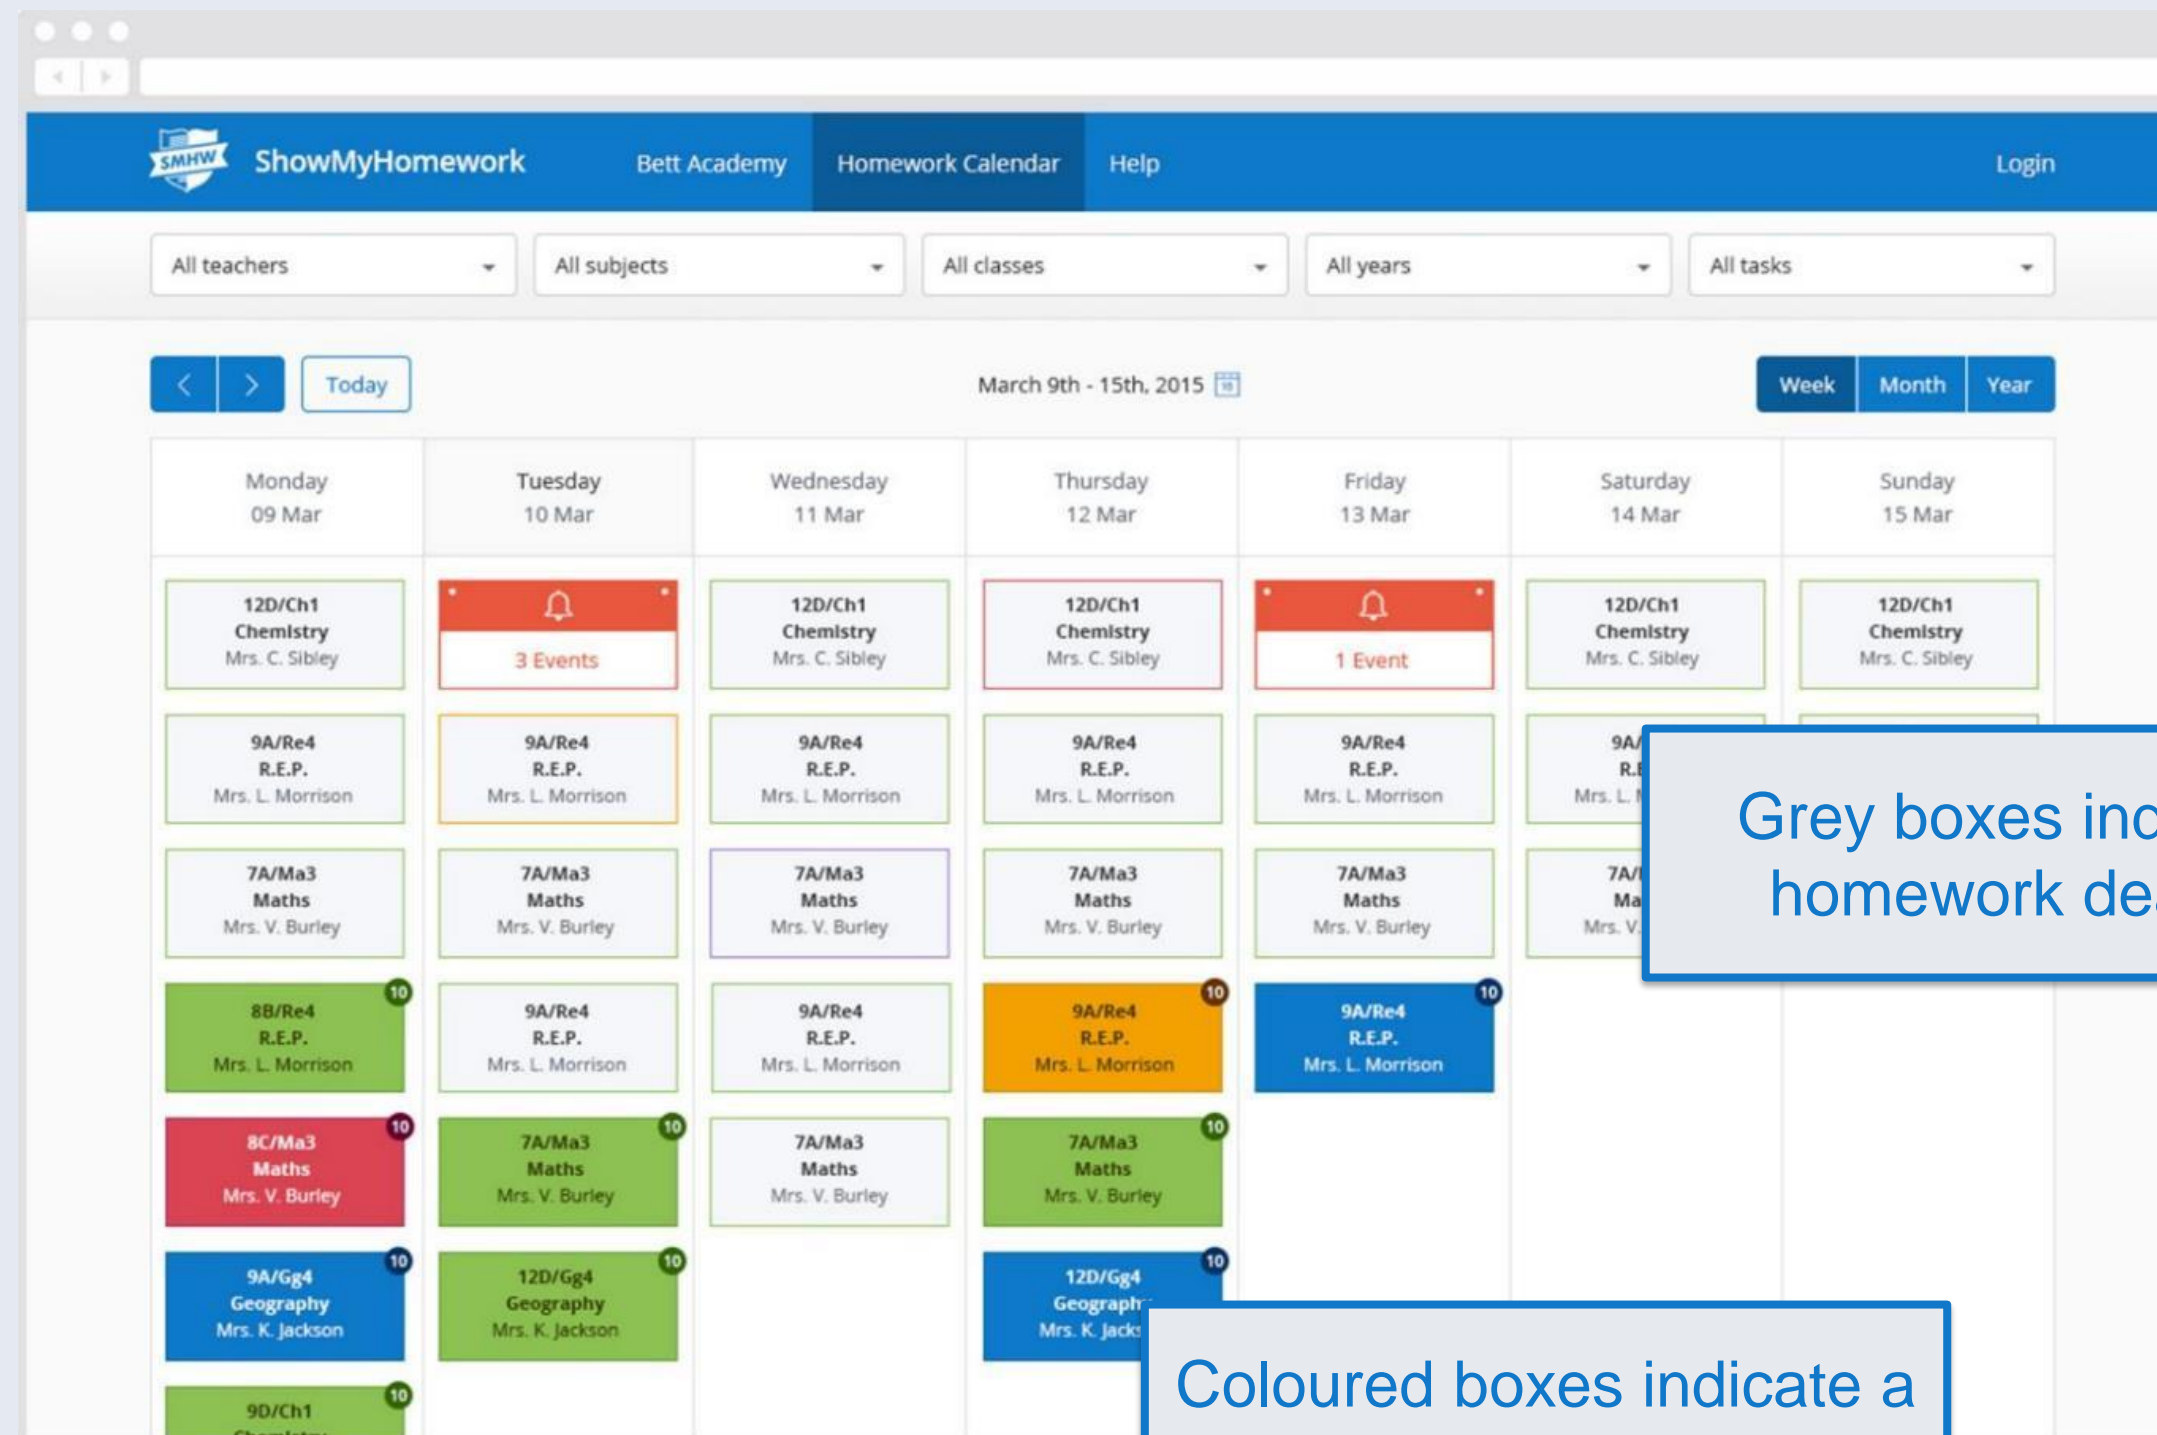 SMHW
ShowMyHomework
Bett Academy
Homework Calendar
Help
Login
All teachers
All subjects
All classes
All years
All tasks
Today
March 9th - 15th, 2015
Week
Month
Year
Monday
09 Mar
Tuesday
10 Mar
Wednesday
11 Mar
Thursday
12 Mar
Friday
13 Mar
Saturday
14 Mar
Sunday
15 Mar
12D/Ch1
Chemistry
Mrs. C. Sibley
3 Events
12D/Ch1
Chemistry
Mrs. C. Sibley
12D/Ch1
Chemistry
Mrs. C. Sibley
1 Event
12D/Ch1
Chemistry
Mrs. C. Sibley
12D/Ch1
Chemistry
Mrs. C. Sibley
9A/Re4
R.E.P.
Mrs. L. Morrison
9A/Re4
R.E.P.
Mrs. L. Morrison
9A/Re4
R.E.P.
Mrs. L. Morrison
9A/Re4
R.E.P.
Mrs. L. Morrison
9A/Re4
R.E.P.
Mrs. L. Morrison
9A/
R.
Mrs. L.
Grey boxes
homework
7A/Ma3
Maths
Mrs. V. Burley
7A/Ma3
Maths
Mrs. V. Burley
7A/Ma3
Maths
Mrs. V. Burley
7A/Ma3
Maths
Mrs. V. Burley
7A/Ma3
Maths
Mrs. V. Burley
7A/
Ma
Mrs. V.
10
8B/Re4
R.E.P.
Mrs. L. Morrison
9A/Re4
R.E.P.
Mrs. L. Morrison
9A/Re4
R.E.P.
Mrs. L. Morrison
10
9A/Re4
R.E.P.
Mrs. L. Morrison
10
9A/Re4
R.E.P.
Mrs. L. Morrison
10
8C/Ma3
Maths
Mrs. V. Burley
10
7A/Ma3
Maths
Mrs. V. Burley
7A/Ma3
Maths
Mrs. V. Burley
10
7A/Ma3
Maths
Mrs. V. Burley
10
9A/Gg4
Geography
Mrs. K. Jackson
10
12D/Gg4
Geography
Mrs. K. Jackson
10
12D/Gg4
Geography
Mrs. K. Jacks
10
9D/Ch1
Coloured boxes indicate a